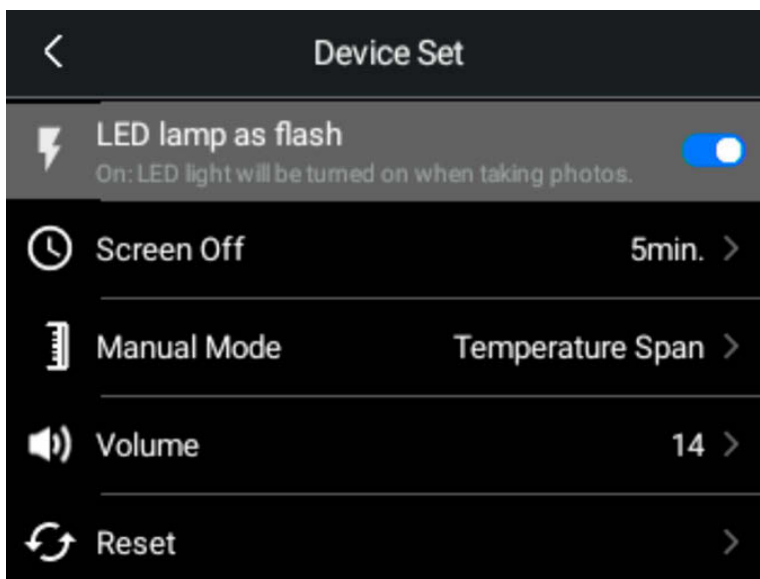 Device Set
LED lamp as flash
On: LED light will be turned on when taking photos.
Screen Off 5min.
Manual Mode Temperature Span
Volume 14
Reset